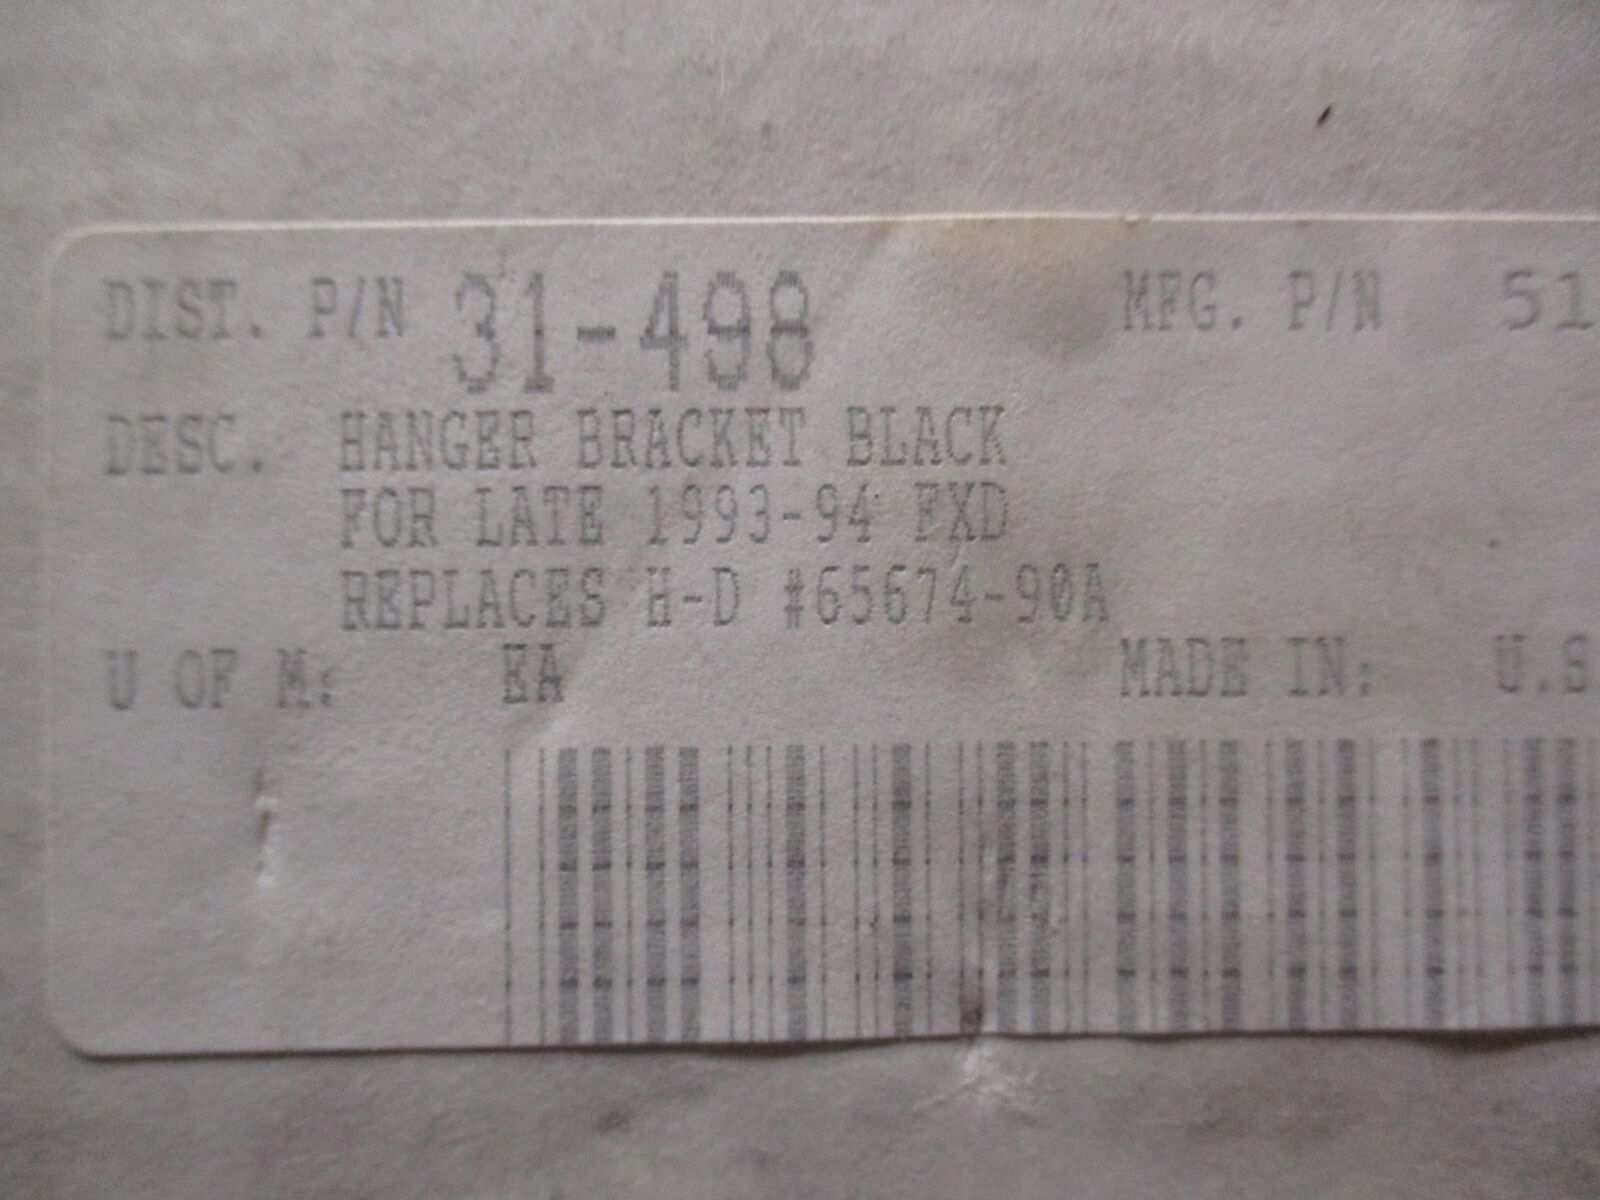 DIST. P/N 31-498 MFG. P/N 51
DESC. HANGER BRACKET BLACK
FOR LATE 1993-94 FXD
REPLACES H-D #65674-90A
U OF M: EA MADE IN: U.S